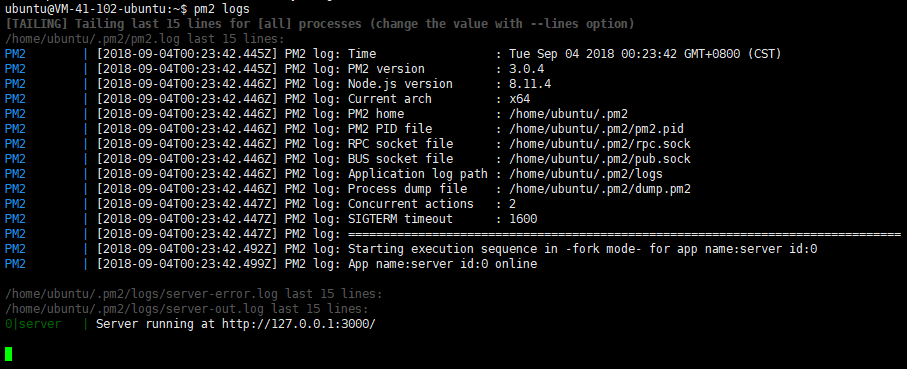 ubuntu@VM-41-102-ubuntu:~$ pm2 logs
[TAILING] Tailing last 15 lines for [all] processes (change the value with --lines option)
/home/ubuntu/.pm2/pm2.log last 15 lines:
PM2 | [2018-09-04T00:23:42.445Z] PM2 log: Time : Tue Sep 04 2018 00:23:42 GMT+0800 (CST)
PM2 | [2018-09-04T00:23:42.445Z] PM2 log: PM2 version : 3.0.4
PM2 | [2018-09-04T00:23:42.446Z] PM2 log: Node.js version : 8.11.4
PM2 | [2018-09-04T00:23:42.446Z] PM2 log: Current arch : x64
PM2 | [2018-09-04T00:23:42.446Z] PM2 log: PM2 home : /home/ubuntu/.pm2
PM2 | [2018-09-04T00:23:42.446Z] PM2 log: PM2 PID file : /home/ubuntu/.pm2/pm2.pid
PM2 | [2018-09-04T00:23:42.446Z] PM2 log: RPC socket file : /home/ubuntu/.pm2/rpc.sock
PM2 | [2018-09-04T00:23:42.446Z] PM2 log: BUS socket file : /home/ubuntu/.pm2/pub.sock
PM2 | [2018-09-04T00:23:42.446Z] PM2 log: Application log path : /home/ubuntu/.pm2/logs
PM2 | [2018-09-04T00:23:42.446Z] PM2 log: Process dump file : /home/ubuntu/.pm2/dump.pm2
PM2 | [2018-09-04T00:23:42.447Z] PM2 log: Concurrent actions : 2
PM2 | [2018-09-04T00:23:42.447Z] PM2 log: SIGTERM timeout : 1600
PM2 | [2018-09-04T00:23:42.447Z] PM2 log: ===============================================================================
PM2 | [2018-09-04T00:23:42.492Z] PM2 log: Starting execution sequence in -fork mode- for app name:server id:0
PM2 | [2018-09-04T00:23:42.499Z] PM2 log: App name:server id:0 online
/home/ubuntu/.pm2/logs/server-error.log last 15 lines:
/home/ubuntu/.pm2/logs/server-out.log last 15 lines:
0|server | Server running at http://127.0.0.1:3000/